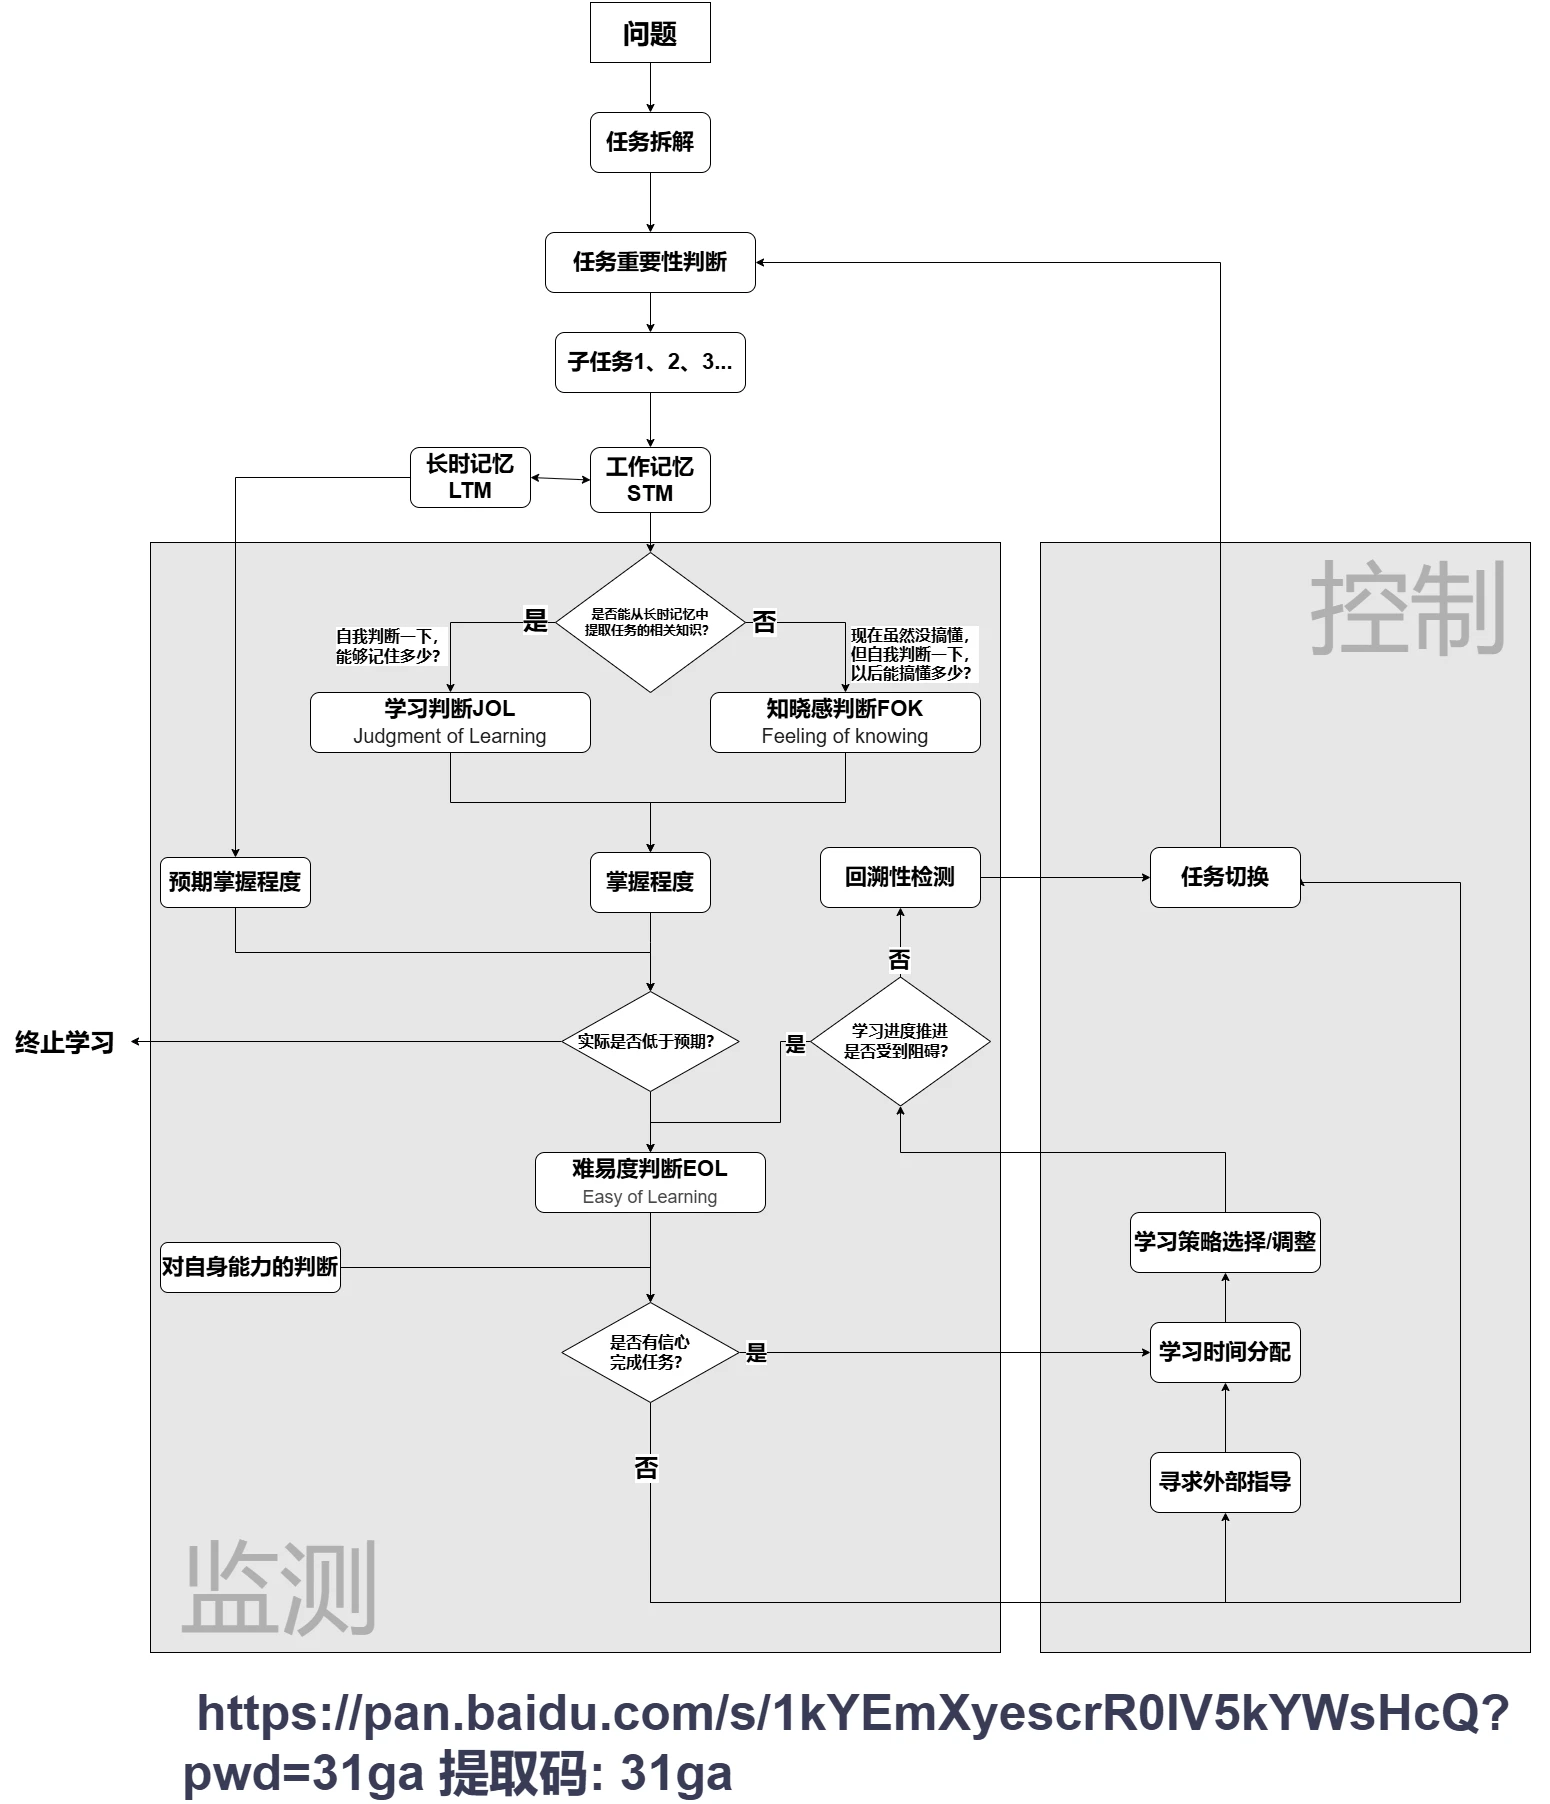 问题
任务拆解
任务重要性判断
子任务1、2、3...
长时记忆
LTM
工作记忆
STM
控制
是否能从长时记忆中
提取任务的相关知识?
是
否
自我判断一下，
能够记住多少?
现在虽然没搞懂，
但自我判断一下，
以后能搞懂多少?
学习判断JOL
Judgment of Learning
知晓感判断FOK
Feeling of knowing
预期掌握程度
掌握程度
回溯性检测
任务切换
否
终止学习
实际是否低于预期?
是
学习进度推进
是否受到阻碍?
难易度判断EOL
Easy of Learning
对自身能力的判断
学习策略选择/调整
是否有信心
完成任务?
是
学习时间分配
否
寻求外部指导
监测
https://pan.baidu.com/s/1kYEmXyescrR0IV5kYWsHcQ?
pwd=31ga 提取码: 31ga